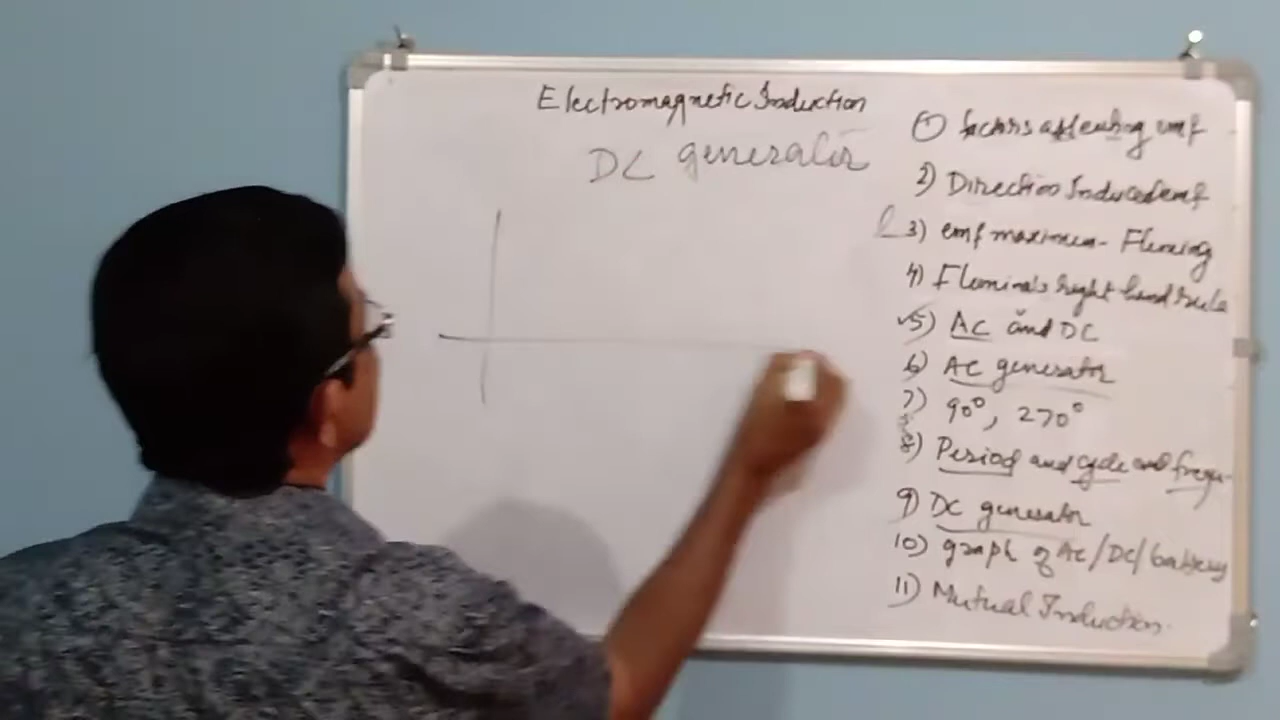 Electromagnetic Induction
DC generator
1) factors affecting emf
2) Direction Induced emf
3) emf maximum - Fleming
4) Fleming's right hand rule
5) AC and DC
6) AC generator
7) 90°, 270°
8) Period and cycle and frequ-
9) DC generator
10) graph of AC/DC/battery
11) Mutual Induction.